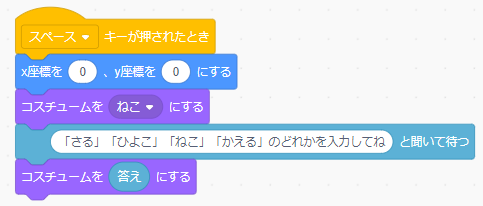 スペース キーが押されたとき
x座標を 0 、y座標を 0 にする
コスチュームを ねこ にする
「さる」「ひよこ」「ねこ」「かえる」のどれかを入力してね と聞いて待つ
コスチュームを 答え にする